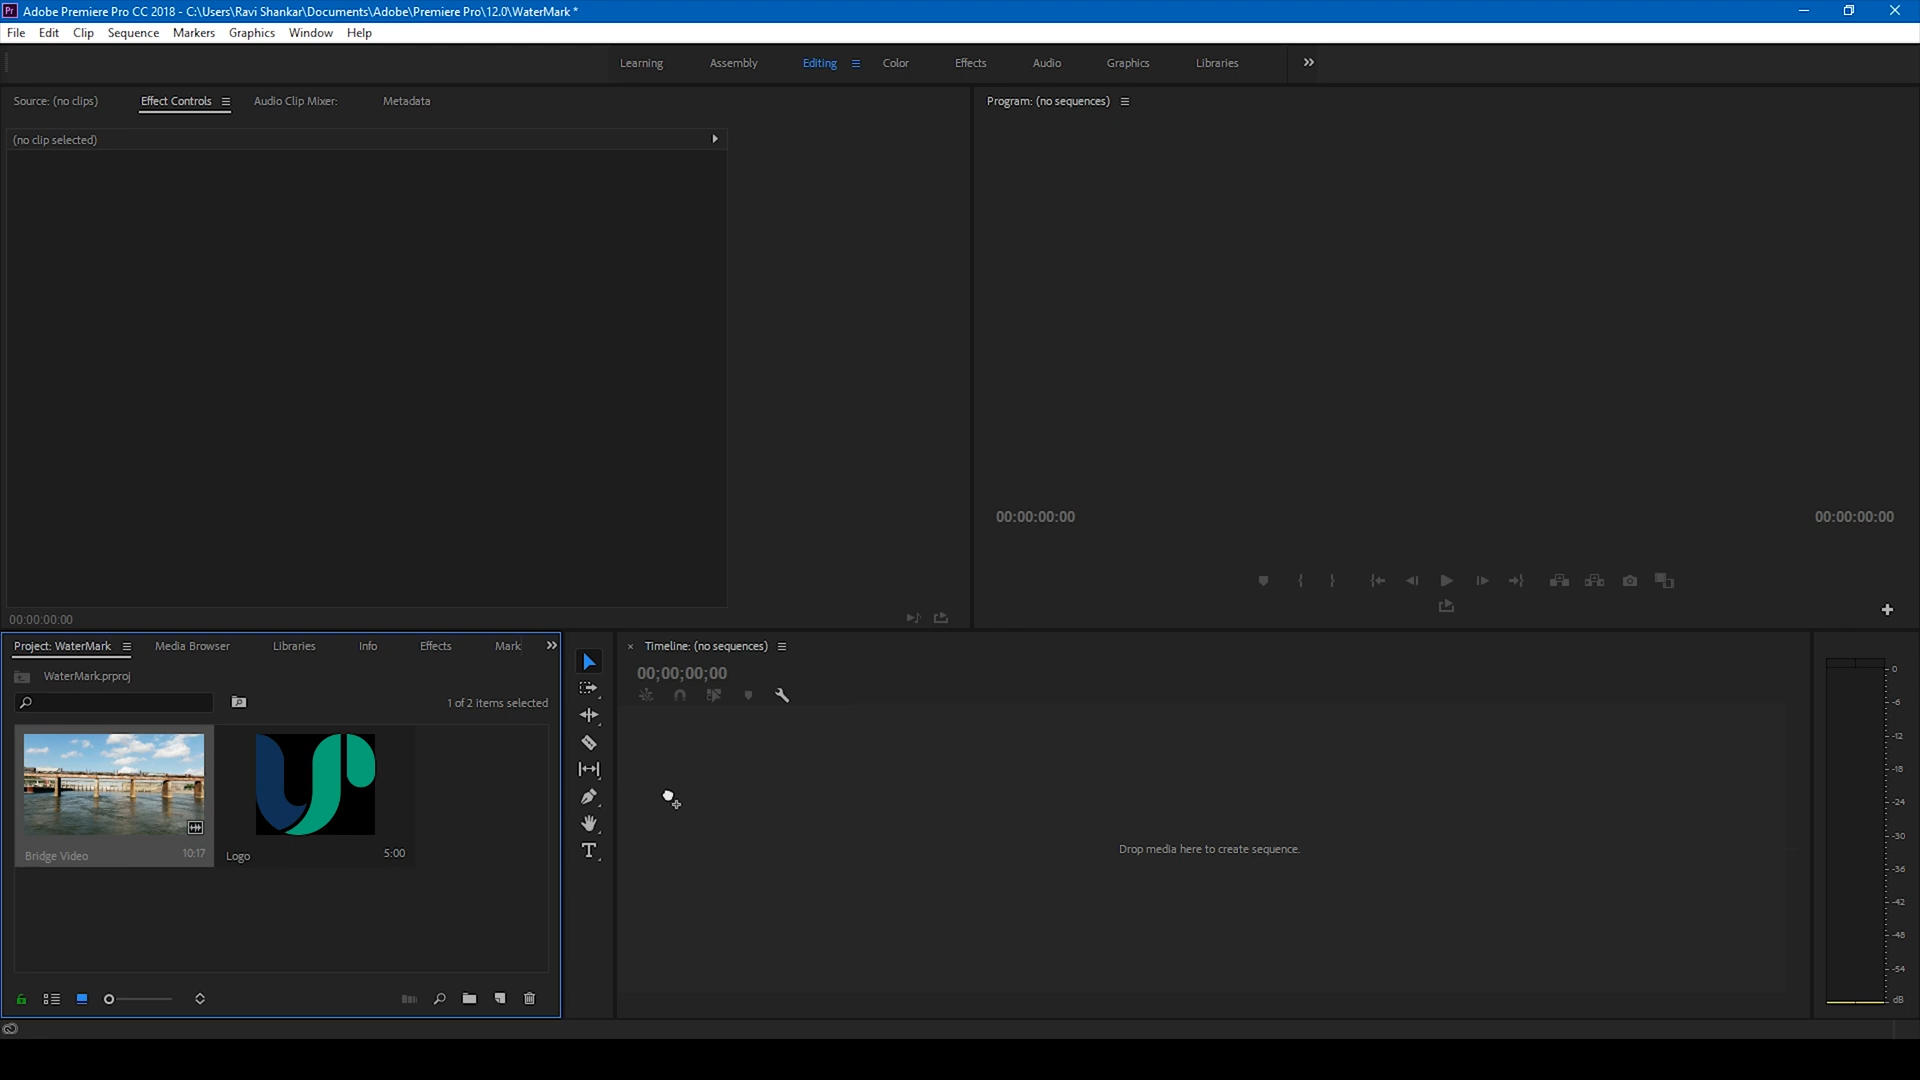 Pr Adobe Premiere Pro CC 2018 - C:\Users\Ravi Shankar\Documents\Adobe\Premiere Pro\12.0\WaterMark *
File Edit Clip Sequence Markers Graphics Window Help
Learning Assembly Editing Color Effects Audio Graphics Libraries
Source: (no clips) Effect Controls Audio Clip Mixer: Metadata
Program: (no sequences)
(no clip selected)
00:00:00:00 00:00:00:00
00:00:00:00
Project: WaterMark Media Browser Libraries Info Effects Mark
WaterMark.prproj
1 of 2 items selected
Bridge Video 10:17
Logo 5:00
Timeline: (no sequences)
00;00;00;00
Drop media here to create sequence.
0
-6
-12
-18
-24
-30
-36
-42
-48
-54
dB